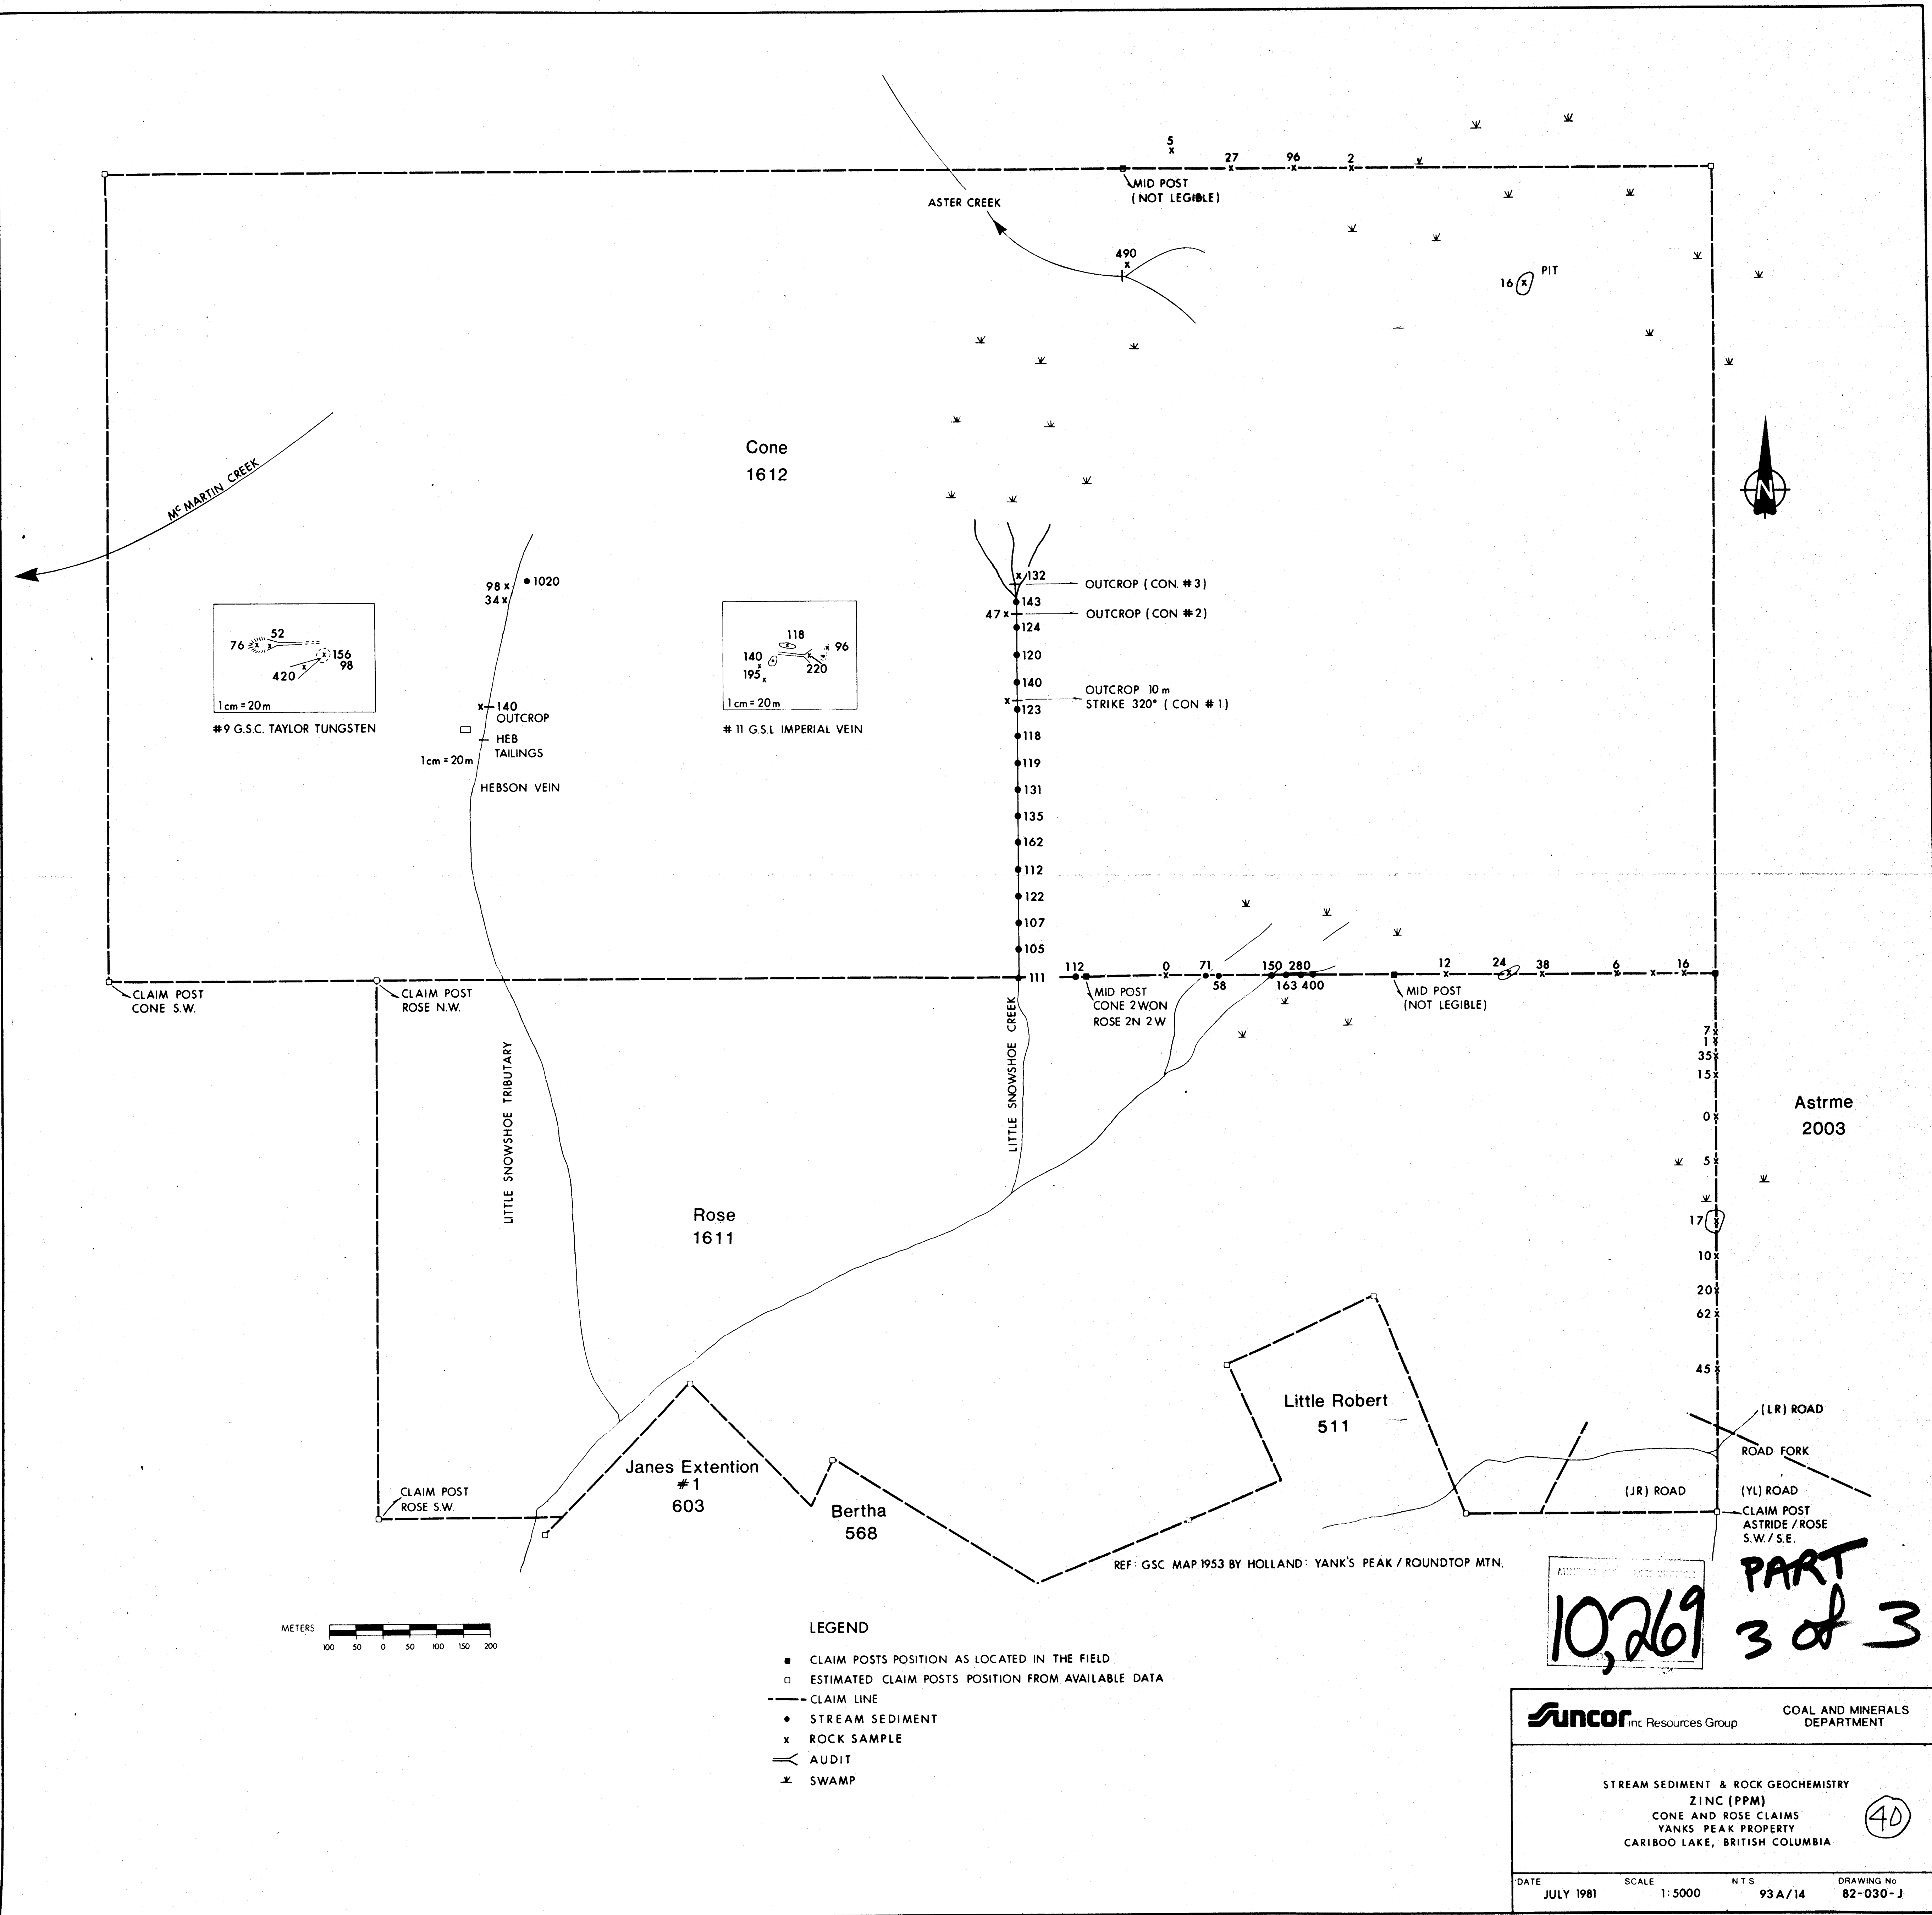 5
27 96 2
MID POST
(NOT LEGIBLE)
ASTER CREEK
490
16
PIT
Cone
1612
Mc MARTIN CREEK
N
98
34
1020
132
OUTCROP (CON. #3)
143
47
OUTCROP (CON #2)
124
120
140
OUTCROP 10 m
STRIKE 320° (CON #1)
123
118
119
131
135
162
112
122
107
105
111
76
52
156
98
420
1cm = 20m
#9 G.S.C. TAYLOR TUNGSTEN
140
OUTCROP
HEB
TAILINGS
1cm = 20m
HEBSON VEIN
118
140
96
195
220
1cm = 20m
#11 G.S.L IMPERIAL VEIN
112
0
71
58
150 280
163 400
12
24
38
6
16
CLAIM POST
CONE S.W.
CLAIM POST
ROSE N.W.
MID POST
CONE 2WON
ROSE 2N 2W
MID POST
(NOT LEGIBLE)
LITTLE SNOWSHOE TRIBUTARY
LITTLE SNOWSHOE CREEK
7
1
35
15
0
5
17
10
20
62
45
Astrme
2003
Rose
1611
Little Robert
511
(LR) ROAD
ROAD FORK
(JR) ROAD
(YL) ROAD
CLAIM POST
ASTRIDE / ROSE
S.W. / S.E.
CLAIM POST
ROSE S.W.
Janes Extention
#1
603
Bertha
568
REF: GSC MAP 1953 BY HOLLAND: YANK'S PEAK / ROUNDTOP MTN.
10,269
PART
3 of 3
METERS
100 50 0 50 100 150 200
LEGEND
CLAIM POSTS POSITION AS LOCATED IN THE FIELD
ESTIMATED CLAIM POSTS POSITION FROM AVAILABLE DATA
CLAIM LINE
STREAM SEDIMENT
x ROCK SAMPLE
AUDIT
SWAMP
Suncor Inc Resources Group
COAL AND MINERALS
DEPARTMENT
STREAM SEDIMENT & ROCK GEOCHEMISTRY
ZINC (PPM)
CONE AND ROSE CLAIMS
YANKS PEAK PROPERTY
CARIBOO LAKE, BRITISH COLUMBIA
40
DATE
JULY 1981
SCALE
1:5000
N T S
93 A/14
DRAWING No
82-030-J